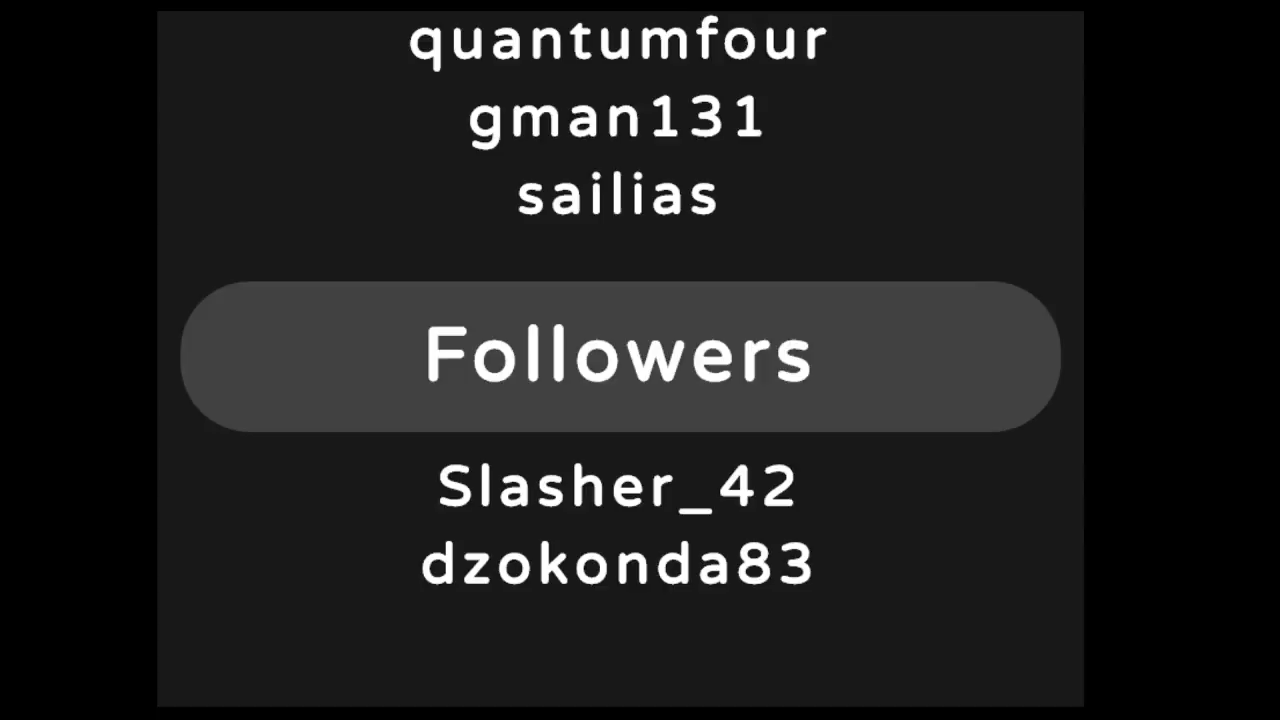 quantumfour
gman131
sailias
Followers
Slasher_42
dzokonda83